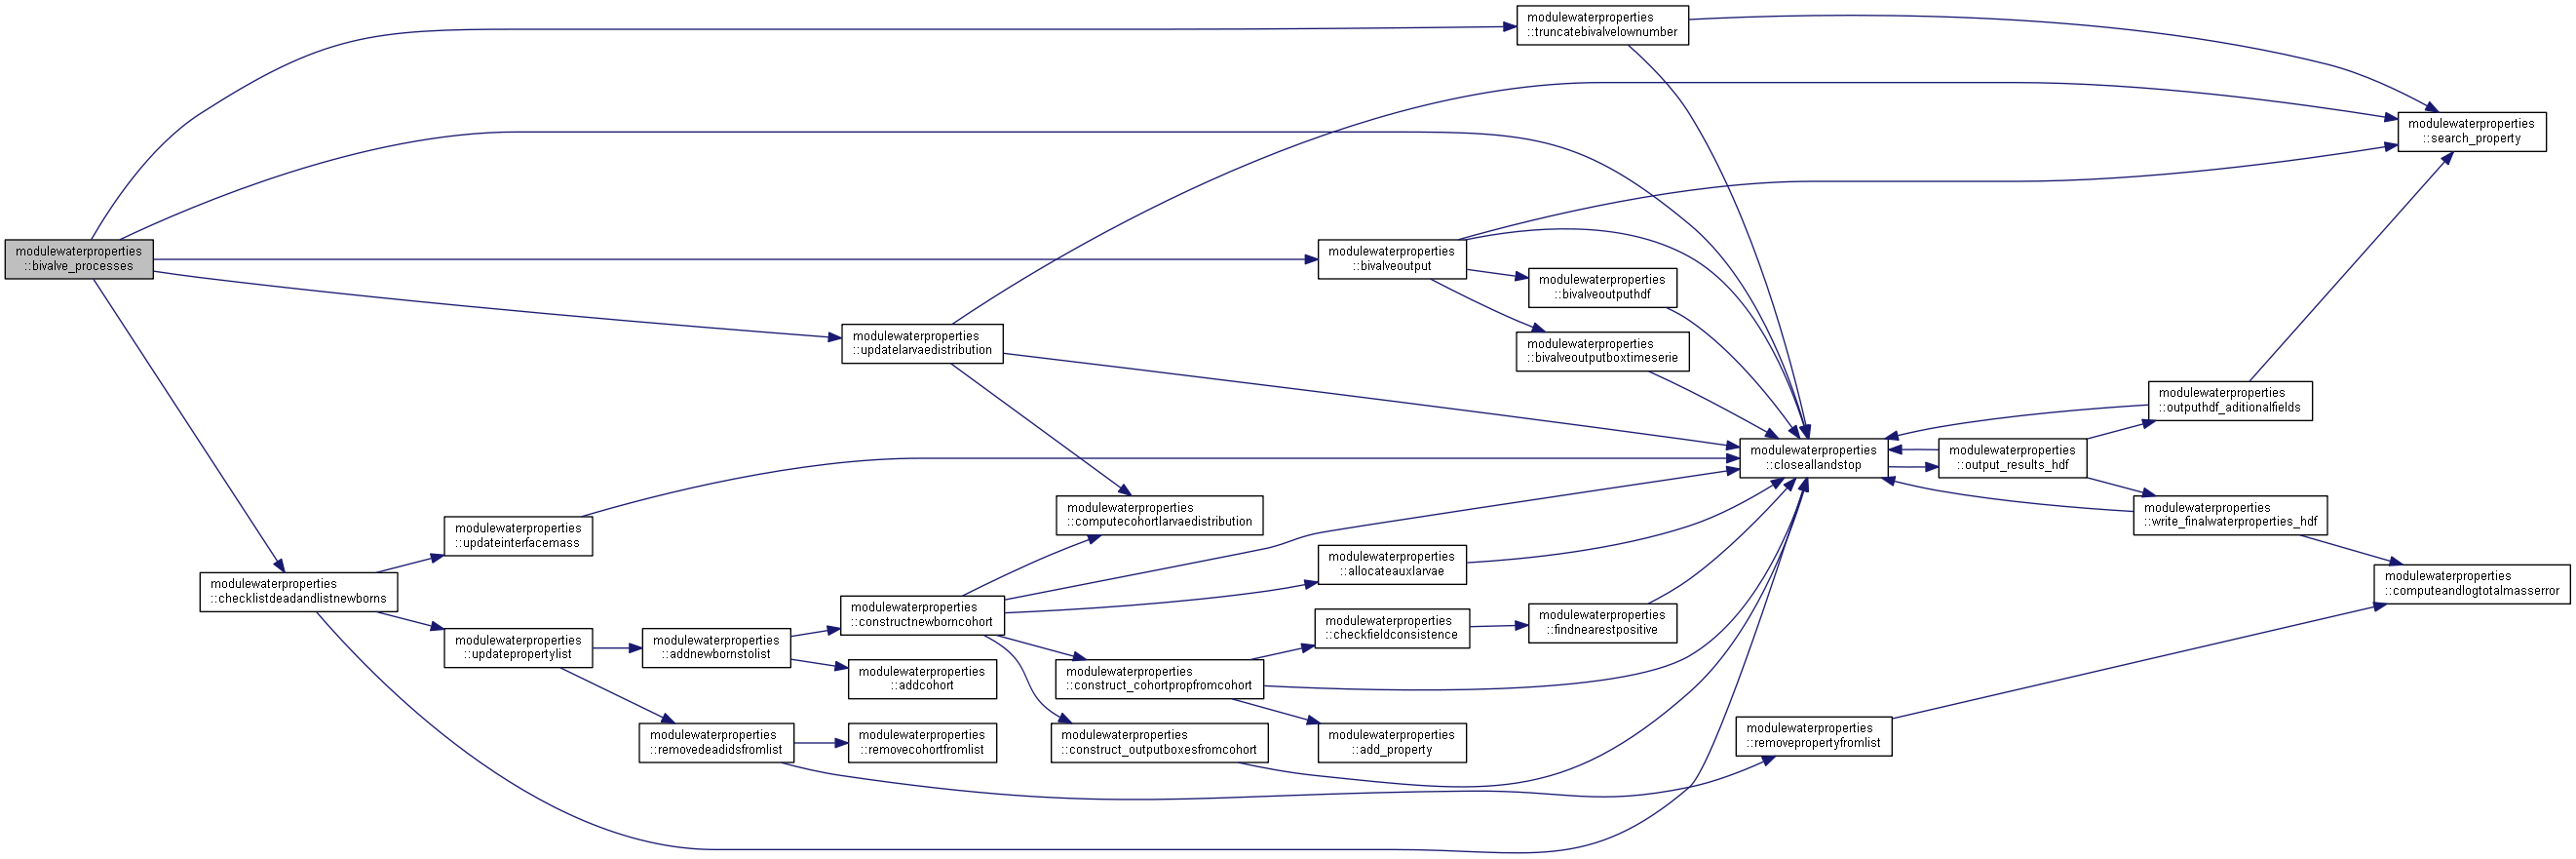 modulewaterproperties
::truncatebivalvelownumber
modulewaterproperties
::search_property
modulewaterproperties
::bivalve_processes
modulewaterproperties
::bivalveoutput
modulewaterproperties
::bivalveoutputhdf
modulewaterproperties
::updatelarvaedistribution
modulewaterproperties
::bivalveoutputboxtimeserie
modulewaterproperties
::outputhdf_aditionalfields
modulewaterproperties
::closeallandstop
modulewaterproperties
::output_results_hdf
modulewaterproperties
::computecohortlarvaedistribution
modulewaterproperties
::write_finalwaterproperties_hdf
modulewaterproperties
::updateinterfacemass
modulewaterproperties
::allocateauxlarvae
modulewaterproperties
::computeandlogtotalmasserror
modulewaterproperties
::checklistdeadandlistnewborns
modulewaterproperties
::constructnewborncohort
modulewaterproperties
::checkfieldconsistence
modulewaterproperties
::findnearestpositive
modulewaterproperties
::updatepropertylist
modulewaterproperties
::addnewbornstolist
modulewaterproperties
::addcohort
modulewaterproperties
::construct_cohortpropfromcohort
modulewaterproperties
::removedeadidsfromlist
modulewaterproperties
::removecohortfromlist
modulewaterproperties
::construct_outputboxesfromcohort
modulewaterproperties
::add_property
modulewaterproperties
::removepropertyfromlist